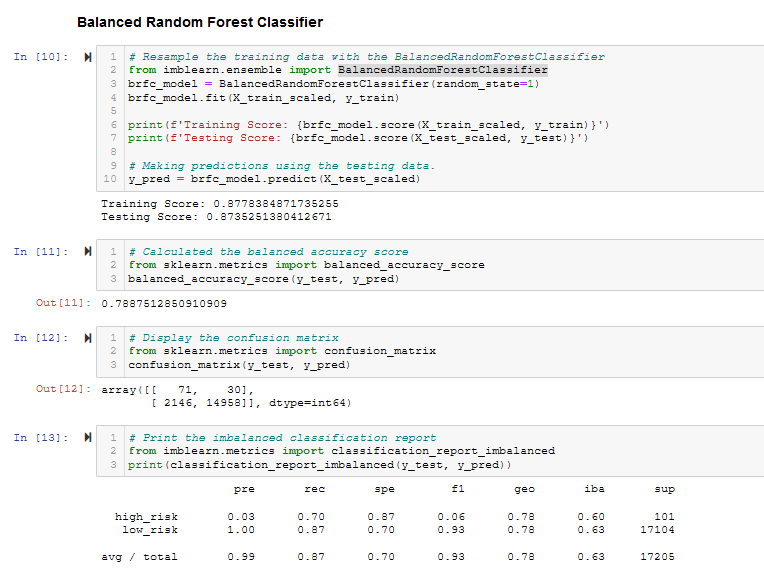 Balanced Random Forest Classifier
In [10]:
1 # Resample the training data with the BalancedRandomForestClassifier
2 from imblearn.ensemble import BalancedRandomForestClassifier
3 brfc_model = BalancedRandomForestClassifier(random_state=1)
4 brfc_model.fit(X_train_scaled, y_train)
5
6 print(f'Training Score: {brfc_model.score(X_train_scaled, y_train)}')
7 print(f'Testing Score: {brfc_model.score(X_test_scaled, y_test)}')
8
9 # Making predictions using the testing data.
10 y_pred = brfc_model.predict(X_test_scaled)
Training Score: 0.8778384871735255
Testing Score: 0.8735251380412671
In [11]:
1 # Calculated the balanced accuracy score
2 from sklearn.metrics import balanced_accuracy_score
3 balanced_accuracy_score(y_test, y_pred)
Out[11]: 0.7887512850910909
In [12]:
1 # Display the confusion matrix
2 from sklearn.metrics import confusion_matrix
3 confusion_matrix(y_test, y_pred)
Out[12]: array([[   71,    30],
[ 2146, 14958]], dtype=int64)
In [13]:
1 # Print the imbalanced classification report
2 from imblearn.metrics import classification_report_imbalanced
3 print(classification_report_imbalanced(y_test, y_pred))
pre rec spe f1 geo iba sup
high_risk 0.03 0.70 0.87 0.06 0.78 0.60 101
low_risk 1.00 0.87 0.70 0.93 0.78 0.63 17104
avg / total 0.99 0.87 0.70 0.93 0.78 0.63 17205